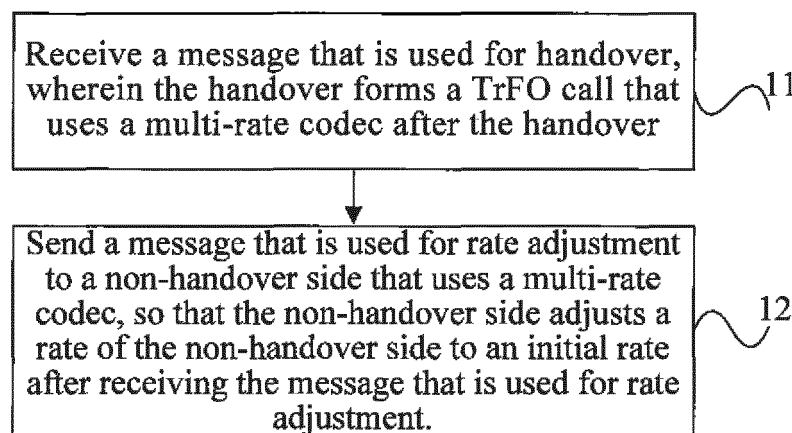 Receive a message that is used for handover,
wherein the handover forms a TrFO call that
uses a multi-rate codec after the handover
11
Send a message that is used for rate adjustment
to a non-handover side that uses a multi-rate
codec, so that the non-handover side adjusts a
rate of the non-handover side to an initial rate
after receiving the message that is used for rate
adjustment.
12